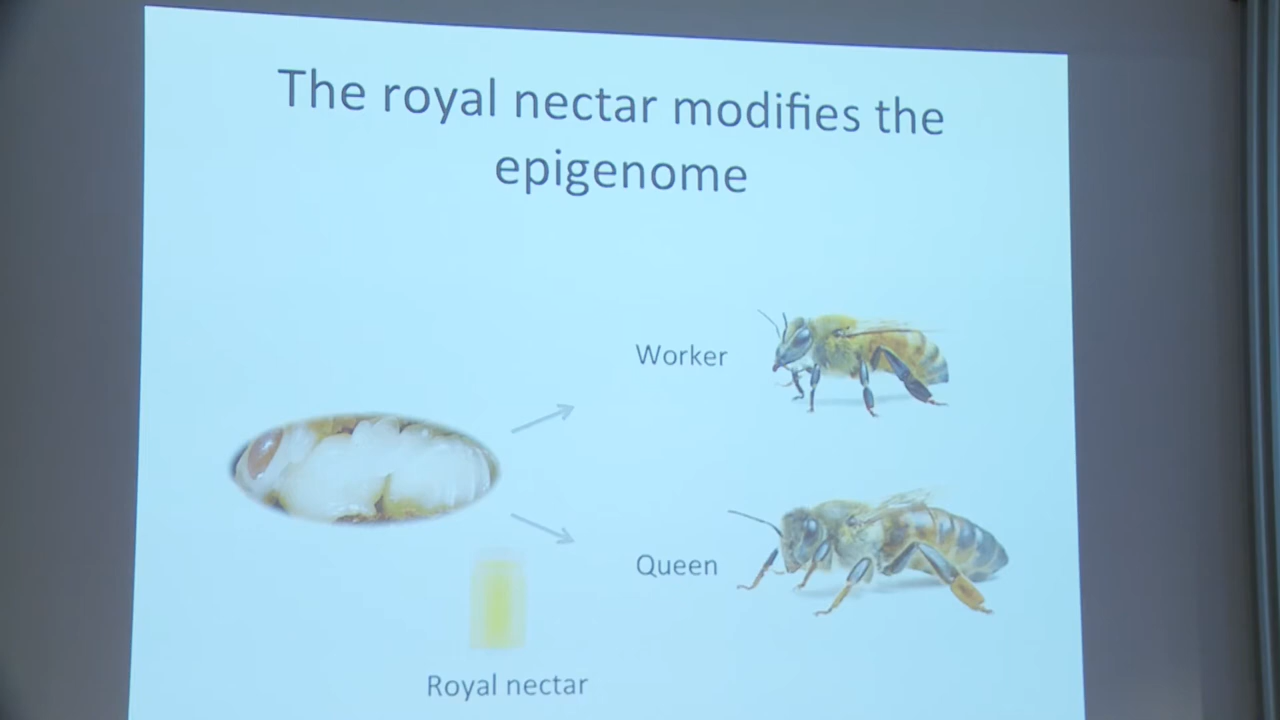 The royal nectar modifies the
epigenome
Worker
Queen
Royal nectar